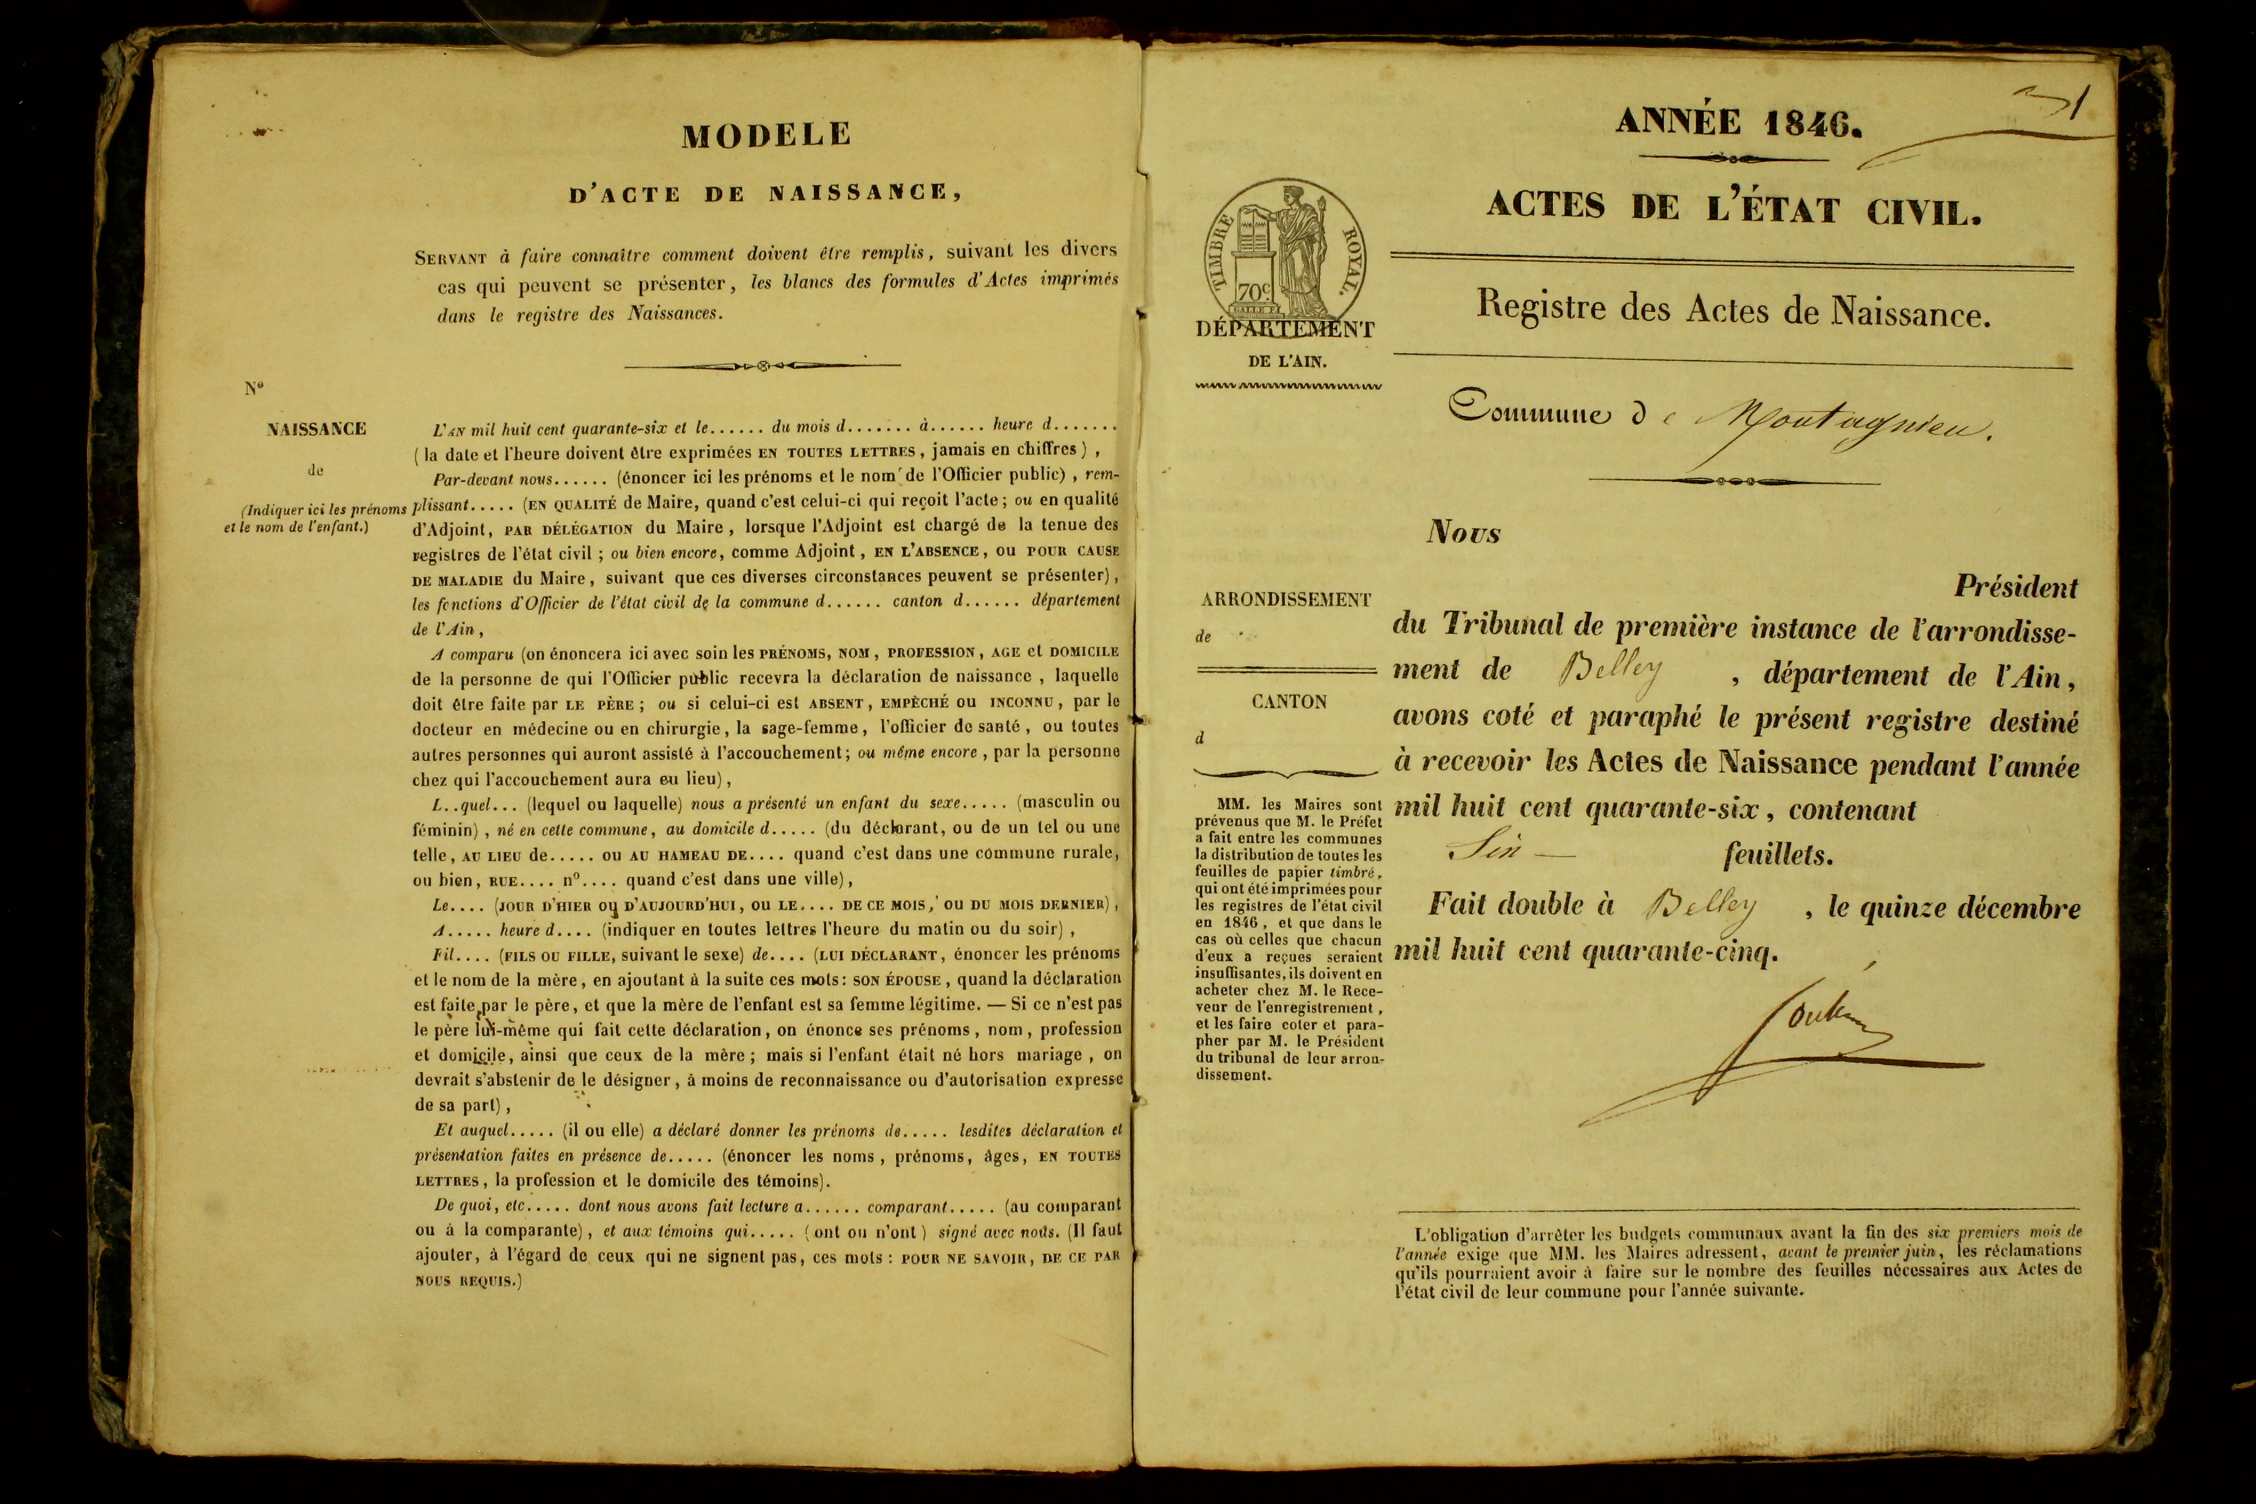 MODELE
D'ACTE DE NAISSANCE,
SERVANT à faire connaître comment doivent être remplis, suivant les divers
cas qui peuvent se présenter, les blancs des formules d'Actes imprimés
dans le registre des Naissances.
N°
NAISSANCE
de
(Indiquer ici les prénoms
et le nom de l'enfant.)
L'AN mil huit cent quarante-six et le...... du mois d....... à...... heure d.......
(la date et l'heure doivent être exprimées EN TOUTES LETTRES, jamais en chiffres),
Par-devant nous...... (énoncer ici les prénoms et le nom de l'Officier public), rem-
plissant..... (EN QUALITÉ de Maire, quand c'est celui-ci qui reçoit l'acte; ou en qualité
d'Adjoint, PAR DÉLÉGATION du Maire, lorsque l'Adjoint est chargé de la tenue des
registres de l'état civil; ou bien encore, comme Adjoint, EN L'ABSENCE, ou POUR CAUSE
DE MALADIE du Maire, suivant que ces diverses circonstances peuvent se présenter),
les fonctions d'Officier de l'état civil de la commune d...... canton d...... département
de l'Ain,
A comparu (on énoncera ici avec soin les PRÉNOMS, NOM, PROFESSION, AGE et DOMICILE
de la personne de qui l'Officier public recevra la déclaration de naissance, laquelle
doit être faite par LE PÈRE; ou si celui-ci est ABSENT, EMPÊCHÉ ou INCONNU, par le
docteur en médecine ou en chirurgie, la sage-femme, l'officier de santé, ou toutes
autres personnes qui auront assisté à l'accouchement; ou même encore, par la personne
chez qui l'accouchement aura eu lieu),
L..quel... (lequel ou laquelle) nous a présenté un enfant du sexe..... (masculin ou
féminin), né en cette commune, au domicile d..... (du déclarant, ou de un tel ou une
telle, AU LIEU de..... ou AU HAMEAU DE.... quand c'est dans une commune rurale,
ou bien, RUE.... n°.... quand c'est dans une ville),
Le.... (JOUR D'HIER ou D'AUJOURD'HUI, OU LE.... DE CE MOIS, OU DU MOIS DERNIER),
A..... heure d.... (indiquer en toutes lettres l'heure du matin ou du soir),
Fil.... (FILS OU FILLE, suivant le sexe) de.... (LUI DÉCLARANT, énoncer les prénoms
et le nom de la mère, en ajoutant à la suite ces mots: SON ÉPOUSE, quand la déclaration
est faite par le père, et que la mère de l'enfant est sa femme légitime. — Si ce n'est pas
le père lui-même qui fait cette déclaration, on énonce ses prénoms, nom, profession
et domicile, ainsi que ceux de la mère; mais si l'enfant était né hors mariage, on
devrait s'abstenir de le désigner, à moins de reconnaissance ou d'autorisation expresse
de sa part),
Et auquel..... (il ou elle) a déclaré donner les prénoms de..... lesdites déclaration et
présentation faites en présence de..... (énoncer les noms, prénoms, âges, EN TOUTES
LETTRES, la profession et le domicile des témoins).
De quoi, etc..... dont nous avons fait lecture a...... comparant..... (au comparant
ou à la comparante), et aux témoins qui..... (ont ou n'ont) signé avec nous. (Il faut
ajouter, à l'égard de ceux qui ne signent pas, ces mots: POUR NE SAVOIR, DE CE PAR
NOUS REQUIS.)
ANNÉE 1846.
ACTES DE L'ÉTAT CIVIL.
TIMBRE ROYAL.
70c
DÉPARTEMENT
DE L'AIN.
Registre des Actes de Naissance.
Commune de Montagnieu.
ARRONDISSEMENT
de
CANTON
d
MM. les Maires sont
prévenus que M. le Préfet
a fait entre les communes
la distribution de toutes les
feuilles de papier timbré,
qui ont été imprimées pour
les registres de l'état civil
en 1846, et que dans le
cas où celles que chacun
d'eux a reçues seraient
insuffisantes, ils doivent en
acheter chez M. le Rece-
veur de l'enregistrement,
et les faire coter et para-
pher par M. le Président
du tribunal de leur arron-
dissement.
Nous
Président
du Tribunal de première instance de l'arrondisse-
ment de Belley, département de l'Ain,
avons coté et paraphé le présent registre destiné
à recevoir les Actes de Naissance pendant l'année
mil huit cent quarante-six, contenant
Six — feuillets.
Fait double à Belley, le quinze décembre
mil huit cent quarante-cinq.
L'obligation d'arrêter les budgets communaux avant la fin des six premiers mois de
l'année exige que MM. les Maires adressent, avant le premier juin, les réclamations
qu'ils pourraient avoir à faire sur le nombre des feuilles nécessaires aux Actes de
l'état civil de leur commune pour l'année suivante.